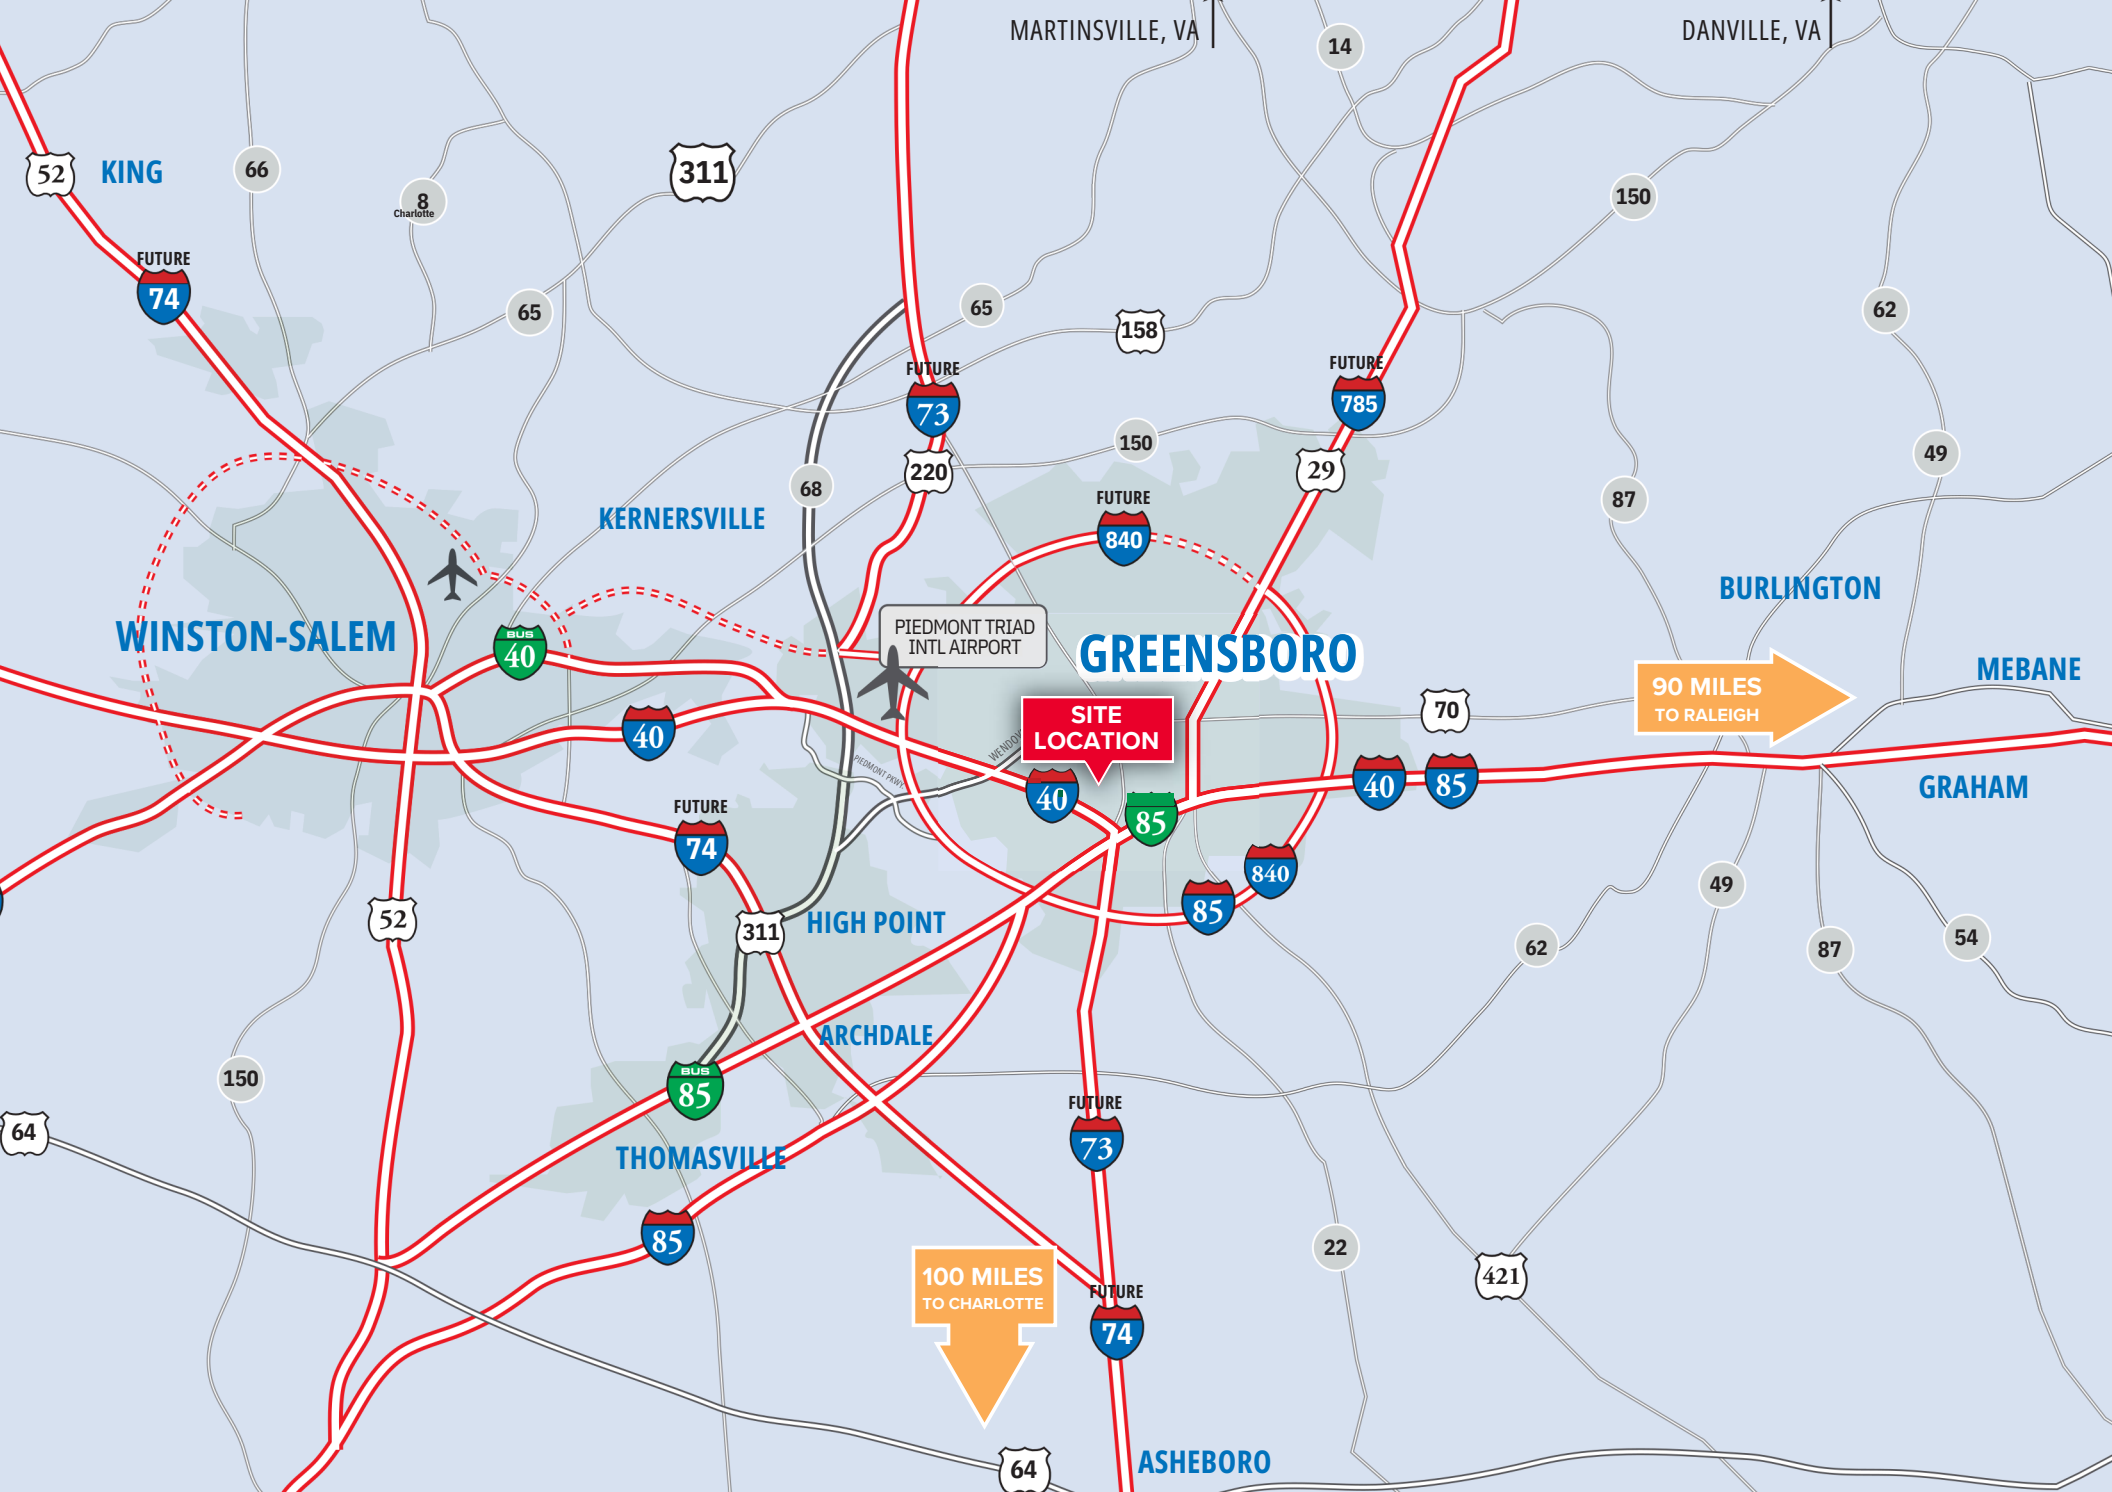 MARTINSVILLE, VA
DANVILLE, VA
14
52
KING
66
8
Charlotte
311
150
FUTURE
74
65
65
158
62
FUTURE
73
FUTURE
785
150
220
29
49
68
KERNERSVILLE
FUTURE
840
87
BURLINGTON
WINSTON-SALEM
BUS
40
PIEDMONT TRIAD
INTL AIRPORT
GREENSBORO
MEBANE
90 MILES
TO RALEIGH
70
SITE
LOCATION
40
PIEDMONT PKWY.
40
85
40
85
GRAHAM
FUTURE
74
840
85
49
52
311
HIGH POINT
62
87
54
ARCHDALE
150
BUS
85
64
FUTURE
73
THOMASVILLE
85
22
100 MILES
TO CHARLOTTE
FUTURE
74
421
64
ASHEBORO